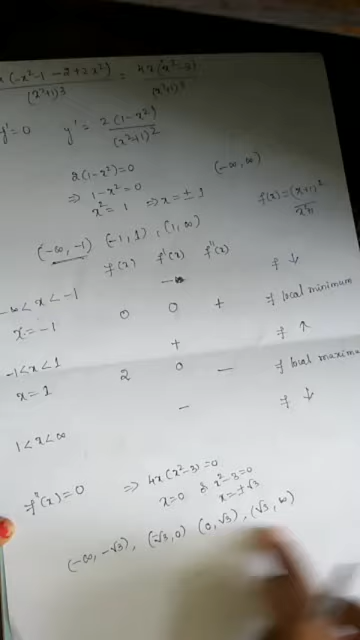 (-x²-1-2+2x²) / (x²+1)³ = 4x(x²-3) / (x²+1)³
y'=0 y' = 2(1-x²) / (x²+1)²
2(1-x²)=0 (-∞, ∞)
⇒ 1-x²=0
x²=1 ⇒ x=±1 f(x)=(x+1)² / x²+1
(-∞,-1) (-1,1), (1,∞)
f(x) f'(x) f''(x)
-∞<x<-1 - f ↓
x=-1 0 0 + f local minimum
-1<x<1 + f ↑
x=1 2 0 - f local maxima
1<x<∞ - f ↓
f''(x)=0 ⇒ 4x(x²-3)=0
x=0 & x²-3=0
x=±√3
(-∞,-√3), (-√3,0) (0,√3), (√3,∞)